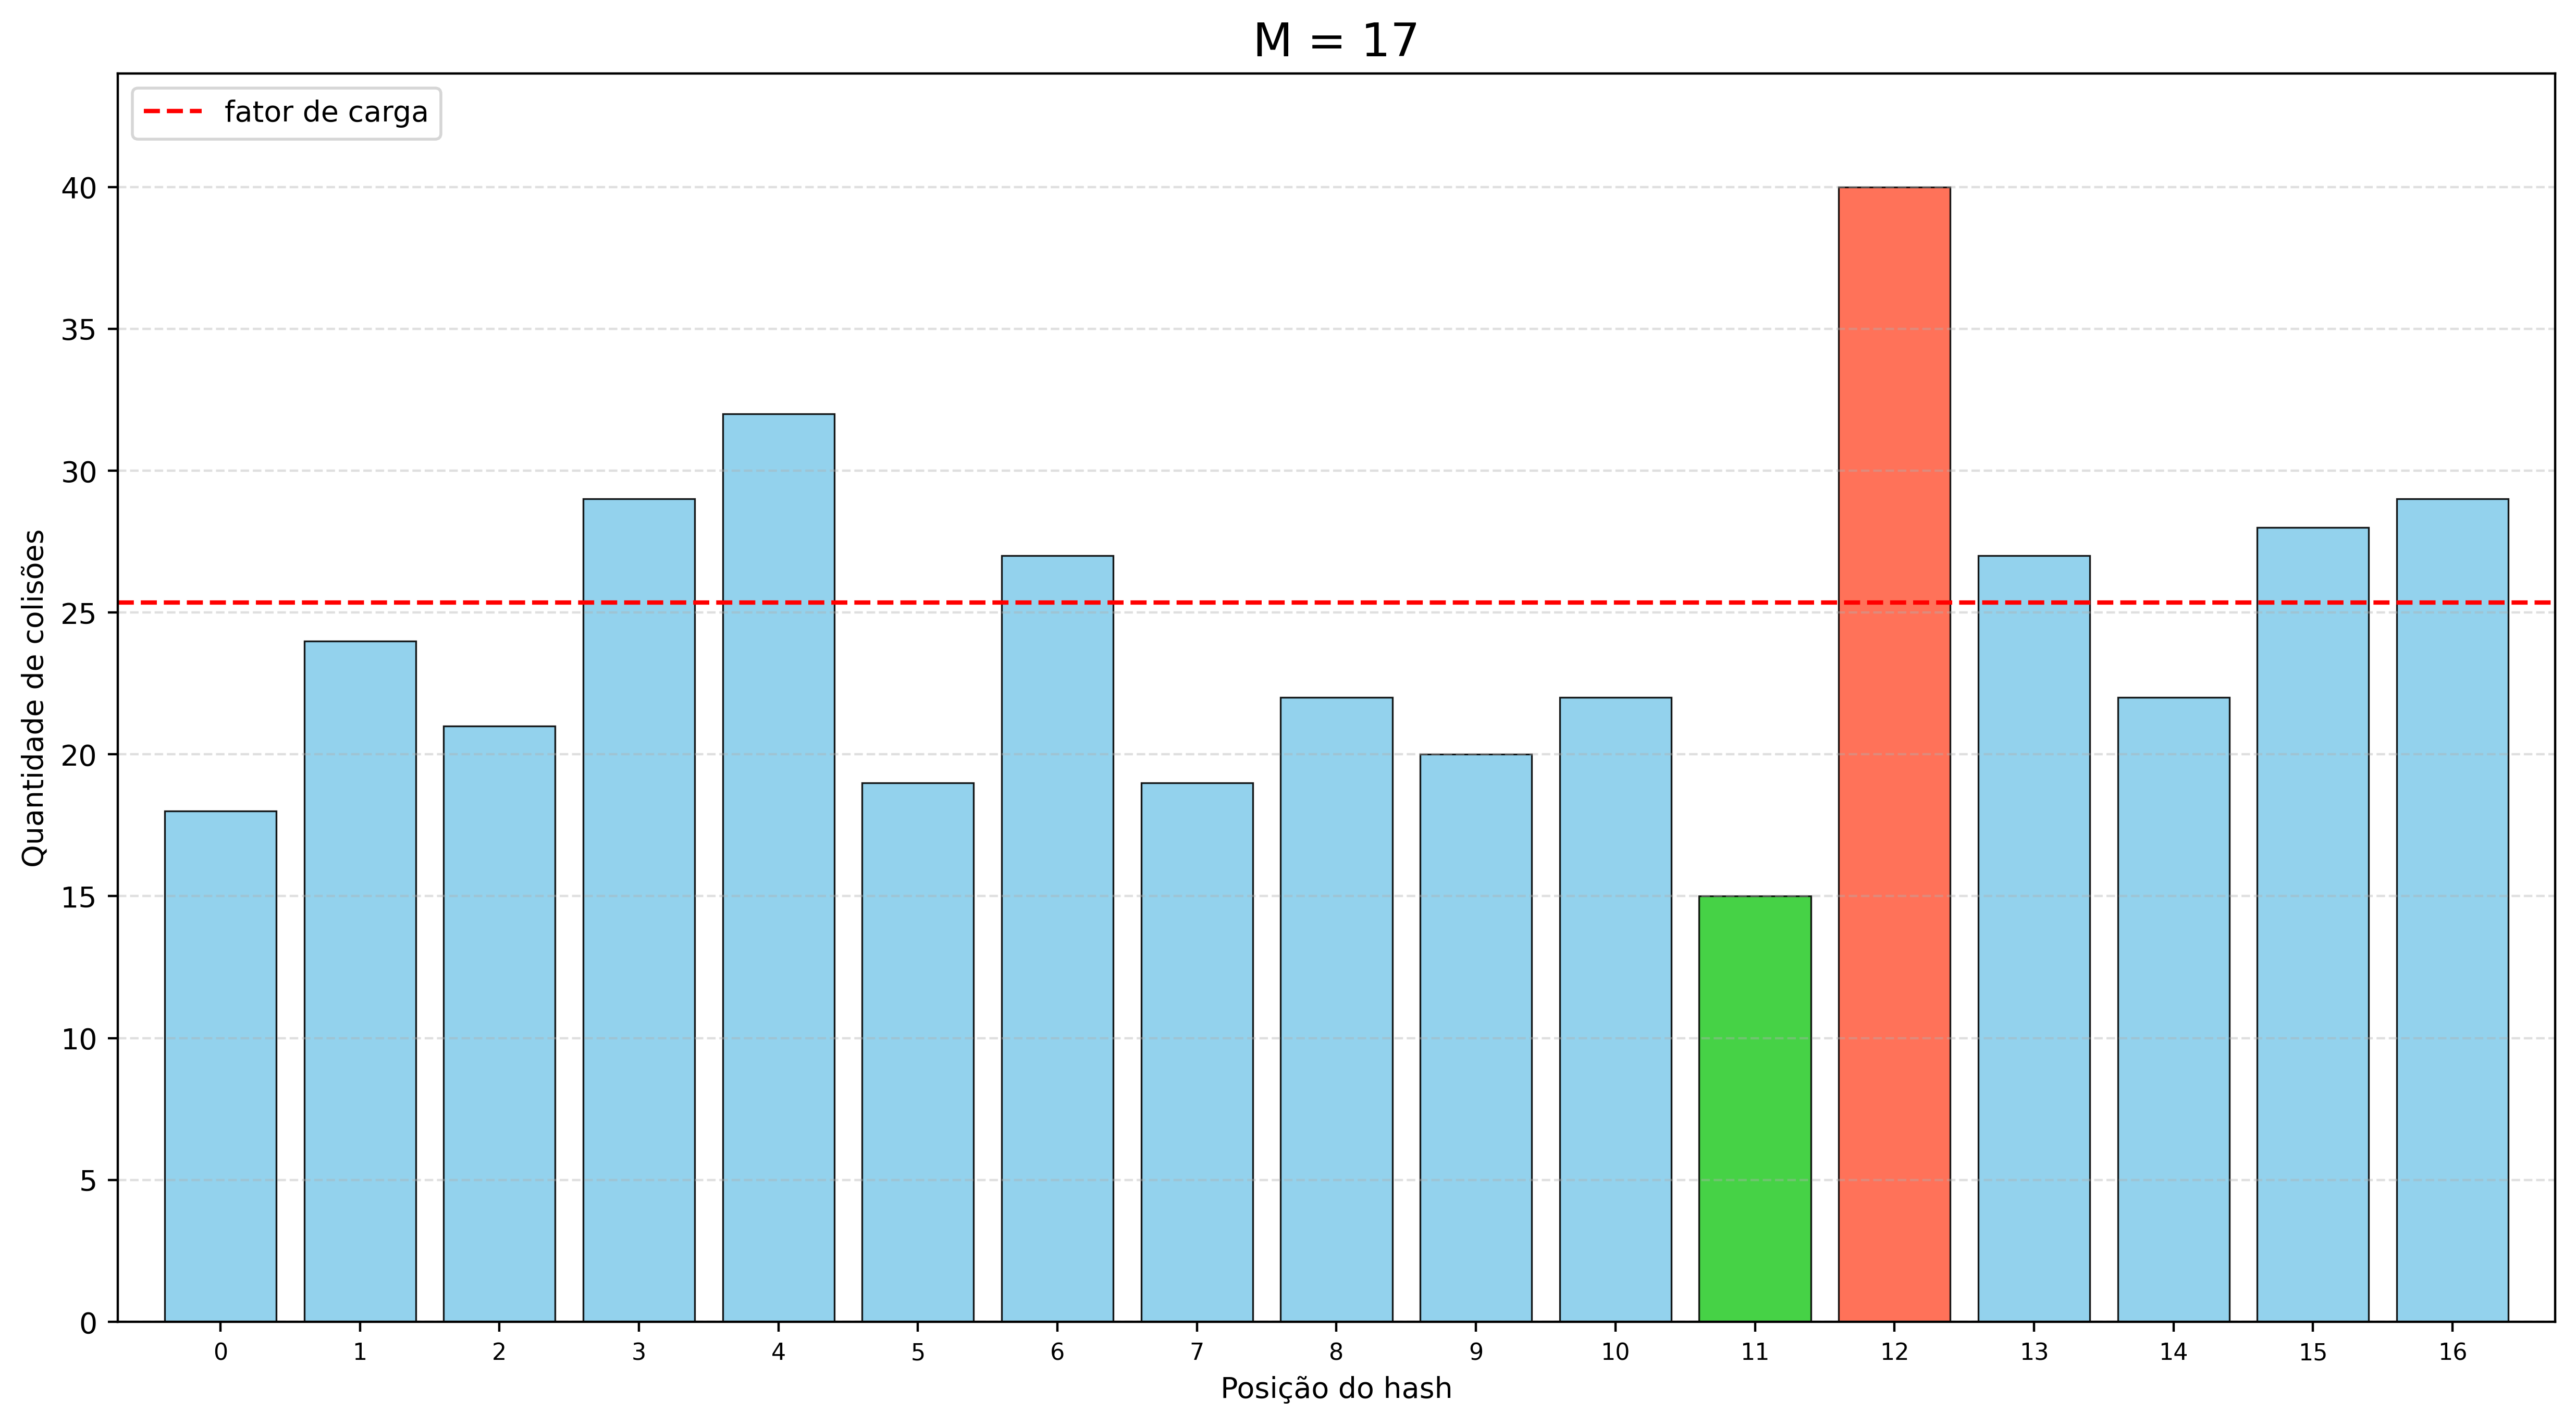 M = 17
fator de carga
Quantidade de colisões
40
35
30
25
20
15
10
5
0
0 1 2 3 4 5 6 7 8 9 10 11 12 13 14 15 16
Posição do hash